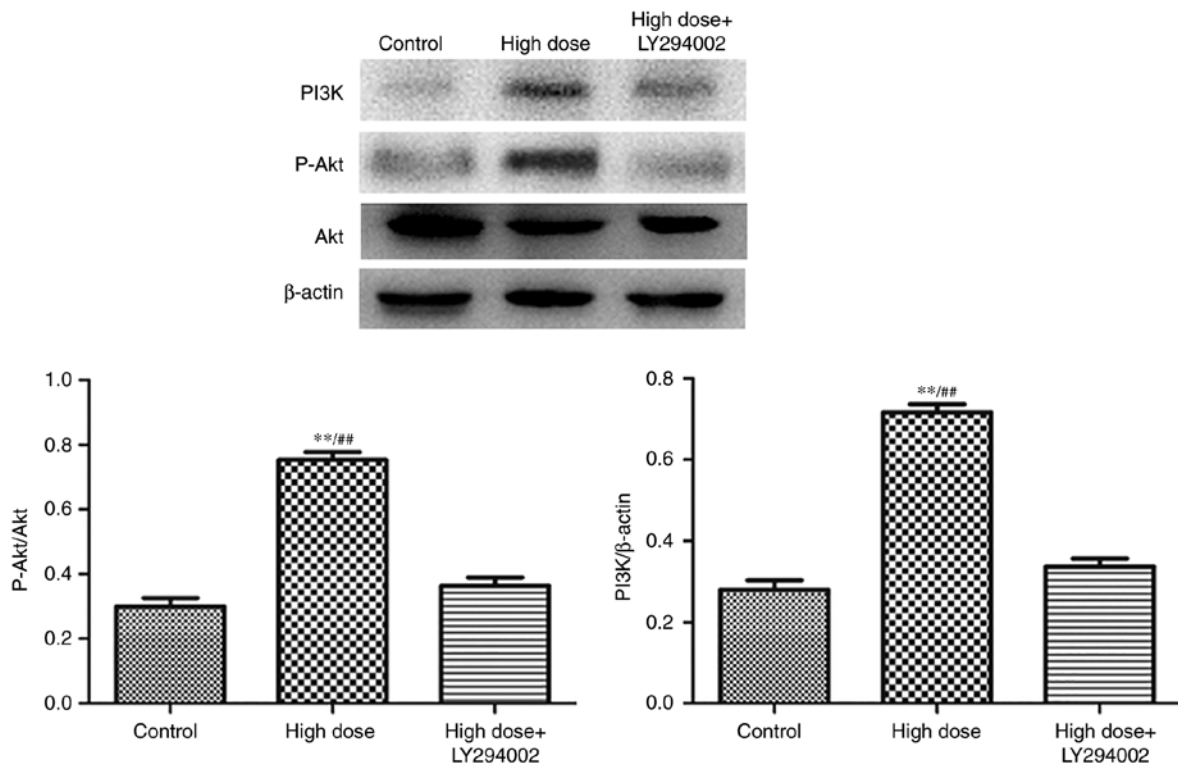 Control
High dose
High dose+
LY294002
PI3K
P-Akt
Akt
β-actin
P-Akt/Akt
1.0
0.8
0.6
0.4
0.2
0.0
**/##
Control
High dose
High dose+
LY294002
PI3K/β-actin
0.8
0.6
0.4
0.2
0.0
**/##
Control
High dose
High dose+
LY294002